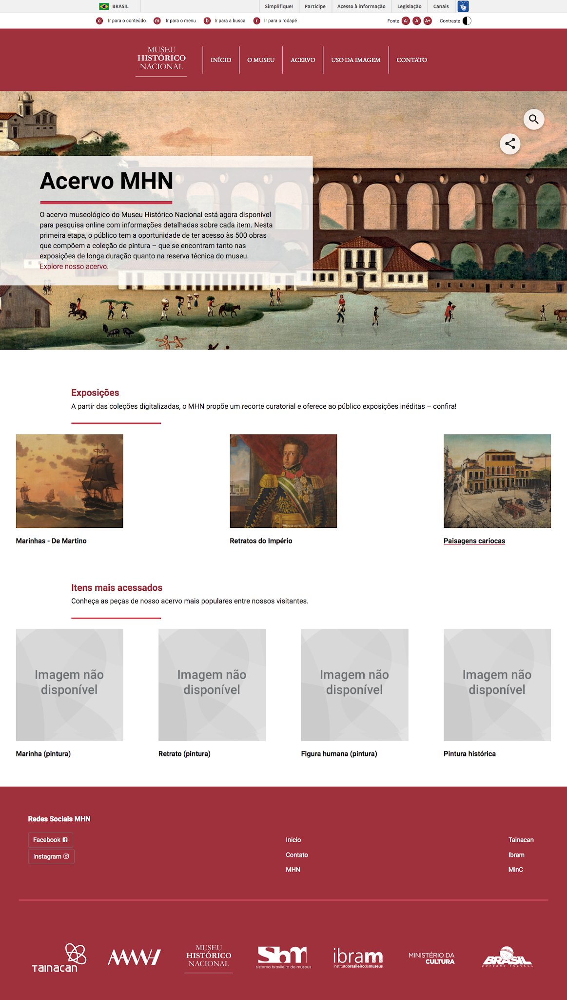 BRASIL
Simplifique!
Participe
Acesso à informação
Legislação
Canais
c Ir para o conteúdo
m Ir para o menu
b Ir para a busca
r Ir para o rodapé
Fonte A- A A+
Contraste
MUSEU
HISTÓRICO
NACIONAL
INÍCIO
O MUSEU
ACERVO
USO DA IMAGEM
CONTATO
Acervo MHN
O acervo museológico do Museu Histórico Nacional está agora disponível
para pesquisa online com informações detalhadas sobre cada item. Nesta
primeira etapa, o público tem a oportunidade de ter acesso às 500 obras
que compõem a coleção de pintura – que se encontram tanto nas
exposições de longa duração quanto na reserva técnica do museu.
Explore nosso acervo.
Exposições
A partir das coleções digitalizadas, o MHN propõe um recorte curatorial e oferece ao público exposições inéditas – confira!
Marinhas - De Martino
Retratos do Império
Paisagens cariocas
Itens mais acessados
Conheça as peças de nosso acervo mais populares entre nossos visitantes.
Imagem não
disponível
Imagem não
disponível
Imagem não
disponível
Imagem não
disponível
Marinha (pintura)
Retrato (pintura)
Figura humana (pintura)
Pintura histórica
Redes Sociais MHN
Facebook
Instagram
Inicio
Contato
MHN
Tainacan
Ibram
MinC
TAINACAN
AAMH
MUSEU
HISTÓRICO
NACIONAL
Sbm
sistema brasileiro de museus
ibram
institutobrasileirodemuseus
MINISTÉRIO DA
CULTURA
BRASIL
GOVERNO FEDERAL